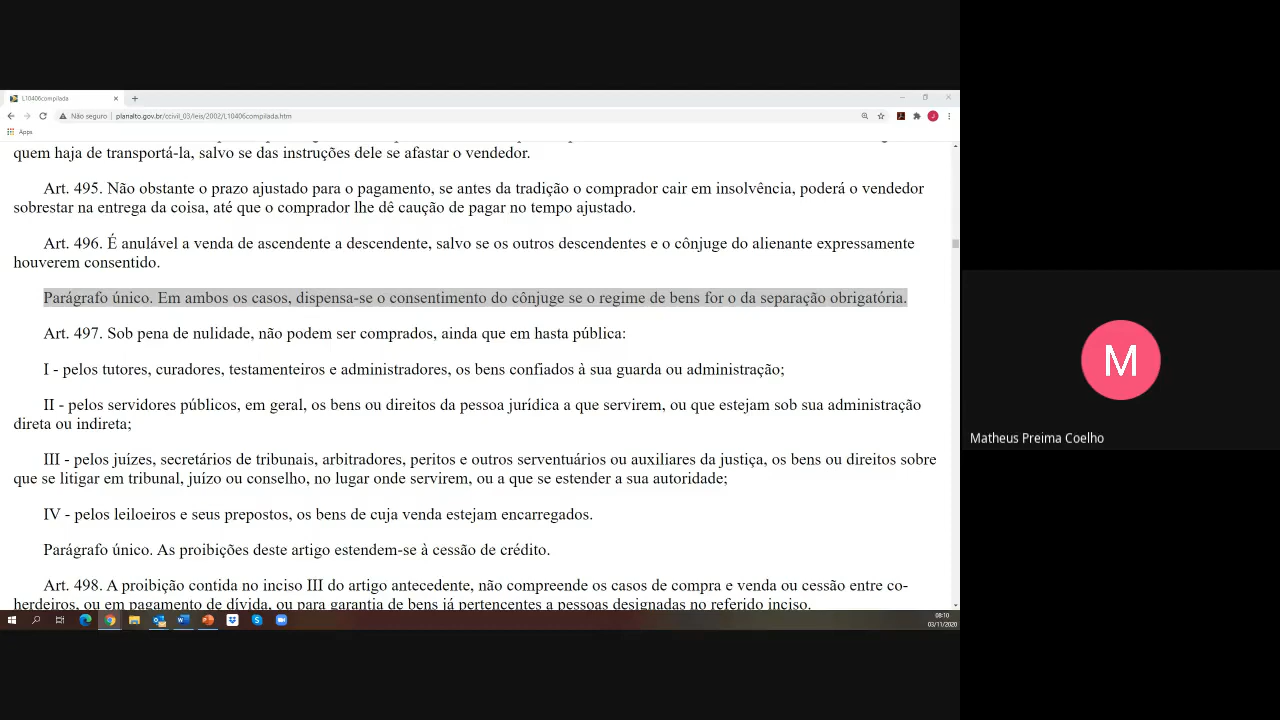 L10406compilada
Não seguro
planalto.gov.br/ccivil_03/leis/2002/L10406compilada.htm
Apps
quem haja de transportá-la, salvo se das instruções dele se afastar o vendedor.
Art. 495. Não obstante o prazo ajustado para o pagamento, se antes da tradição o comprador cair em insolvência, poderá o vendedor
sobrestar na entrega da coisa, até que o comprador lhe dê caução de pagar no tempo ajustado.
Art. 496. É anulável a venda de ascendente a descendente, salvo se os outros descendentes e o cônjuge do alienante expressamente
houverem consentido.
Parágrafo único. Em ambos os casos, dispensa-se o consentimento do cônjuge se o regime de bens for o da separação obrigatória.
Art. 497. Sob pena de nulidade, não podem ser comprados, ainda que em hasta pública:
I - pelos tutores, curadores, testamenteiros e administradores, os bens confiados à sua guarda ou administração;
II - pelos servidores públicos, em geral, os bens ou direitos da pessoa jurídica a que servirem, ou que estejam sob sua administração
direta ou indireta;
III - pelos juízes, secretários de tribunais, arbitradores, peritos e outros serventuários ou auxiliares da justiça, os bens ou direitos sobre
que se litigar em tribunal, juízo ou conselho, no lugar onde servirem, ou a que se estender a sua autoridade;
IV - pelos leiloeiros e seus prepostos, os bens de cuja venda estejam encarregados.
Parágrafo único. As proibições deste artigo estendem-se à cessão de crédito.
Art. 498. A proibição contida no inciso III do artigo antecedente, não compreende os casos de compra e venda ou cessão entre co-
herdeiros, ou em pagamento de dívida, ou para garantia de bens já pertencentes a pessoas designadas no referido inciso.
08:10
03/11/2020
M
Matheus Preima Coelho